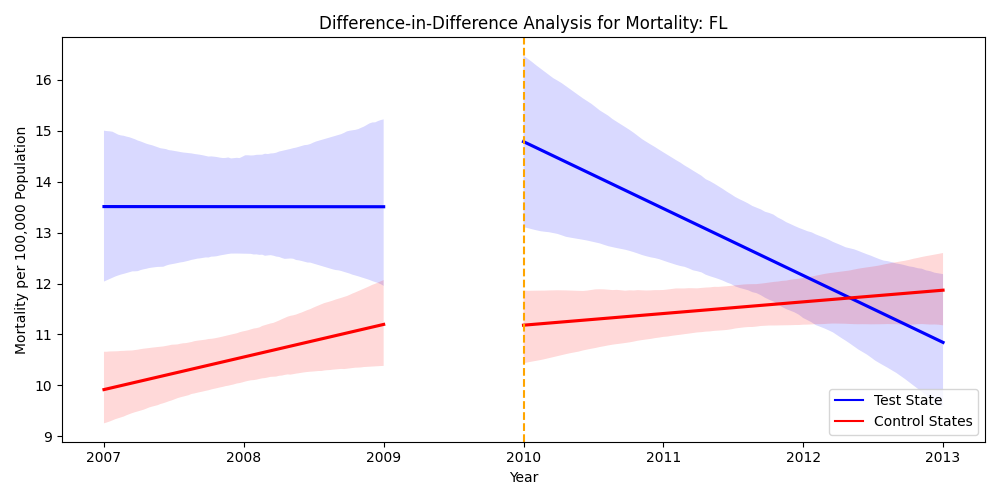 Difference-in-Difference Analysis for Mortality: FL
Mortality per 100,000 Population
16
15
14
13
12
11
10
9
2007 2008 2009 2010 2011 2012 2013
Year
Test State
Control States